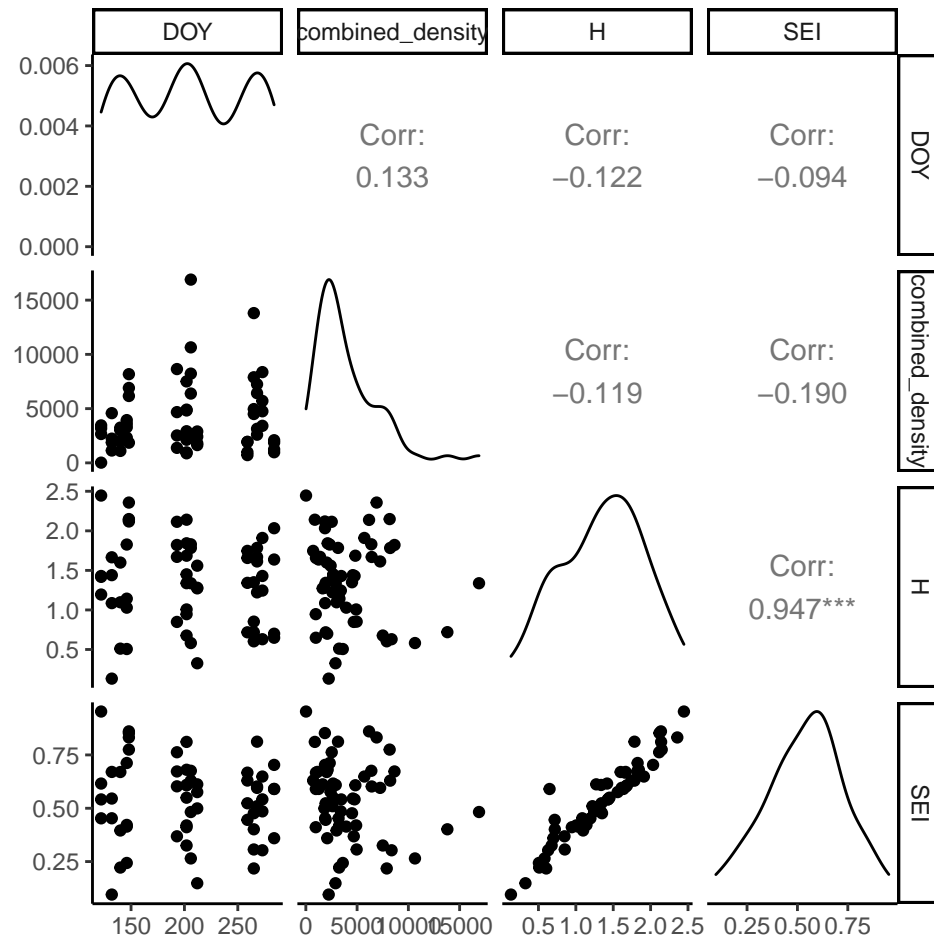 DOY combined_density H SEI
0.006
0.004
0.002
0.000
Corr:
0.133
Corr:
−0.122
Corr:
−0.094
DOY
15000
10000
5000
0
Corr:
−0.119
Corr:
−0.190
combined_density
2.5
2.0
1.5
1.0
0.5
Corr:
0.947***
H
0.75
0.50
0.25
SEI
150 200 250 0 5000 10000 15000 0.5 1.0 1.5 2.0 2.5 0.25 0.50 0.75